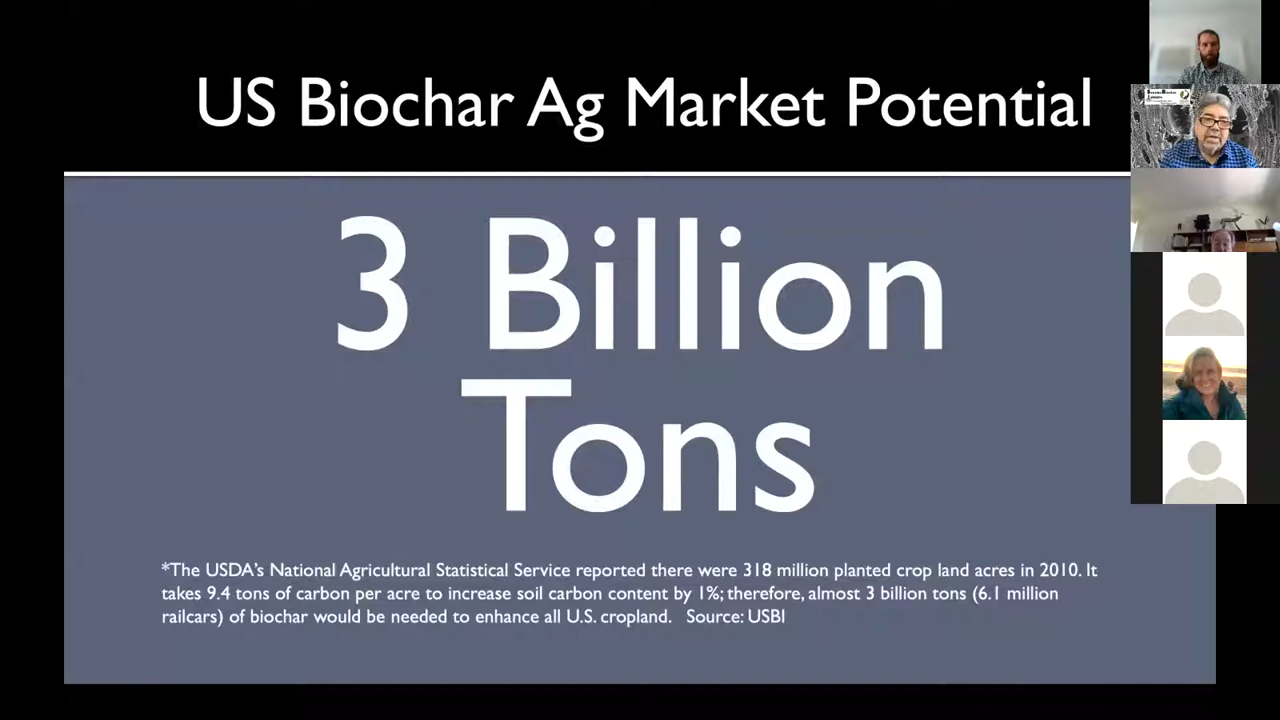 US Biochar Ag Market Potential
3 Billion
Tons
*The USDA's National Agricultural Statistical Service reported there were 318 million planted crop land acres in 2010. It
takes 9.4 tons of carbon per acre to increase soil carbon content by 1%; therefore, almost 3 billion tons (6.1 million
railcars) of biochar would be needed to enhance all U.S. cropland. Source: USBI